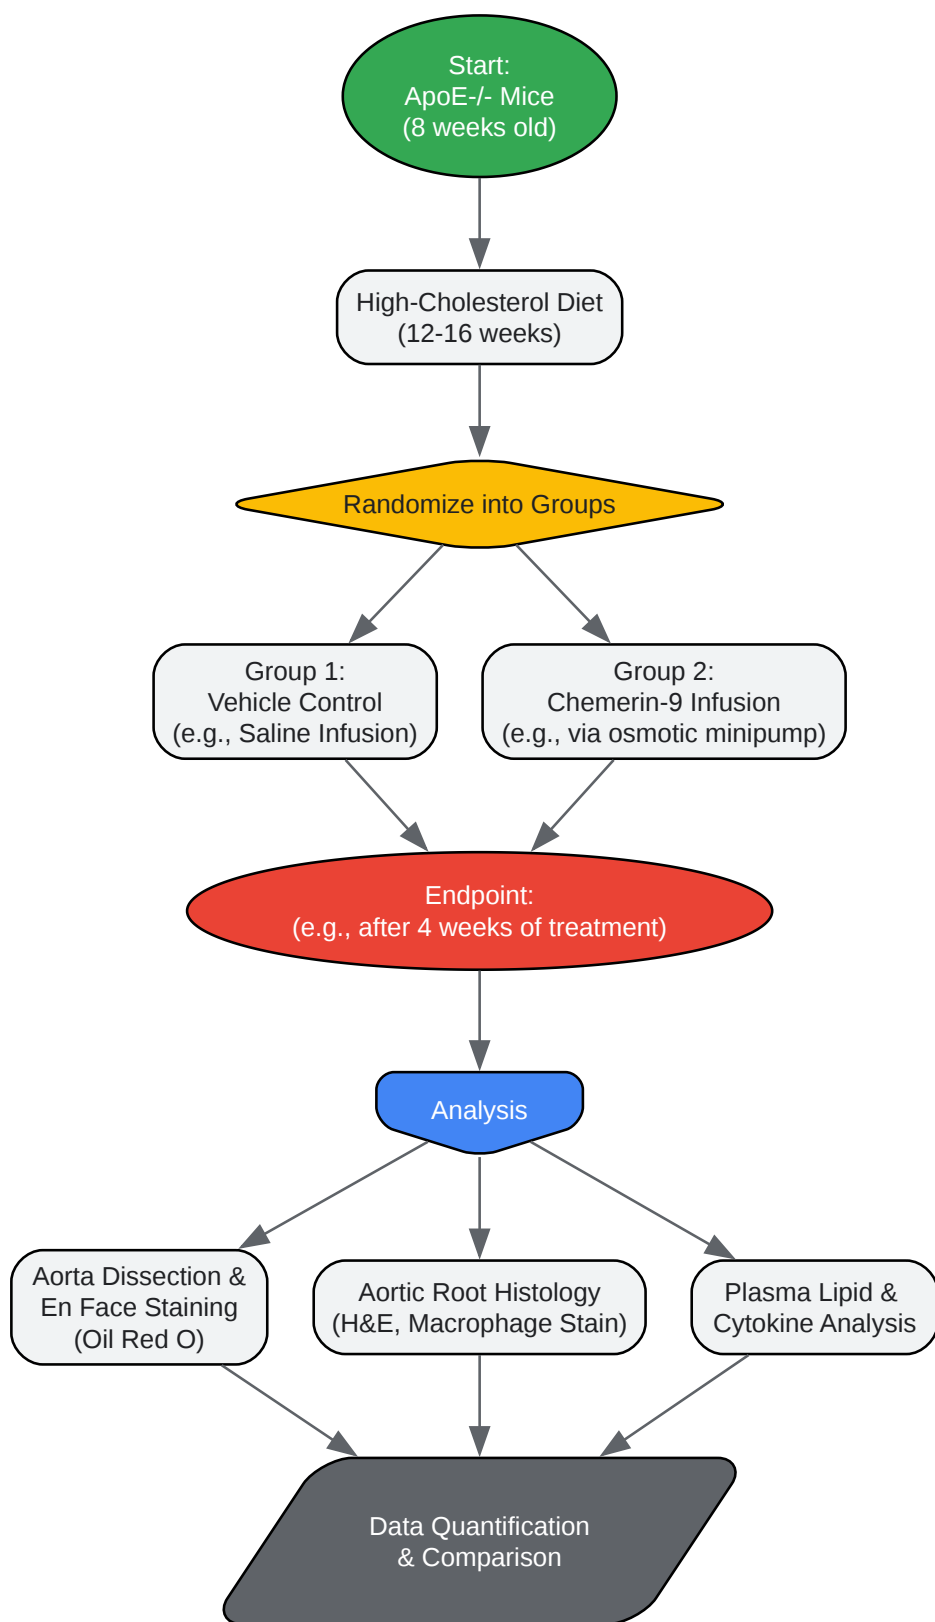 Start:
ApoE-/- Mice
(8 weeks old)
High-Cholesterol Diet
(12-16 weeks)
Randomize into Groups
Group 1:
Vehicle Control
(e.g., Saline Infusion)
Group 2:
Chemerin-9 Infusion
(e.g., via osmotic minipump)
Endpoint:
(e.g., after 4 weeks of treatment)
Analysis
Aorta Dissection &
En Face Staining
(Oil Red O)
Aortic Root Histology
(H&E, Macrophage Stain)
Plasma Lipid &
Cytokine Analysis
Data Quantification
& Comparison